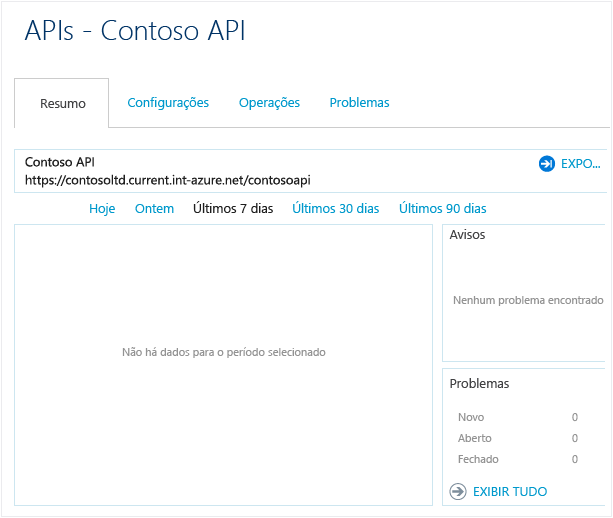 APIs - Contoso API
Resumo Configurações Operações Problemas
Contoso API
https://contosoltd.current.int-azure.net/contosoapi
EXPO...
Hoje Ontem Últimos 7 dias Últimos 30 dias Últimos 90 dias
Não há dados para o período selecionado
Avisos
Nenhum problema encontrado
Problemas
Novo 0
Aberto 0
Fechado 0
EXIBIR TUDO